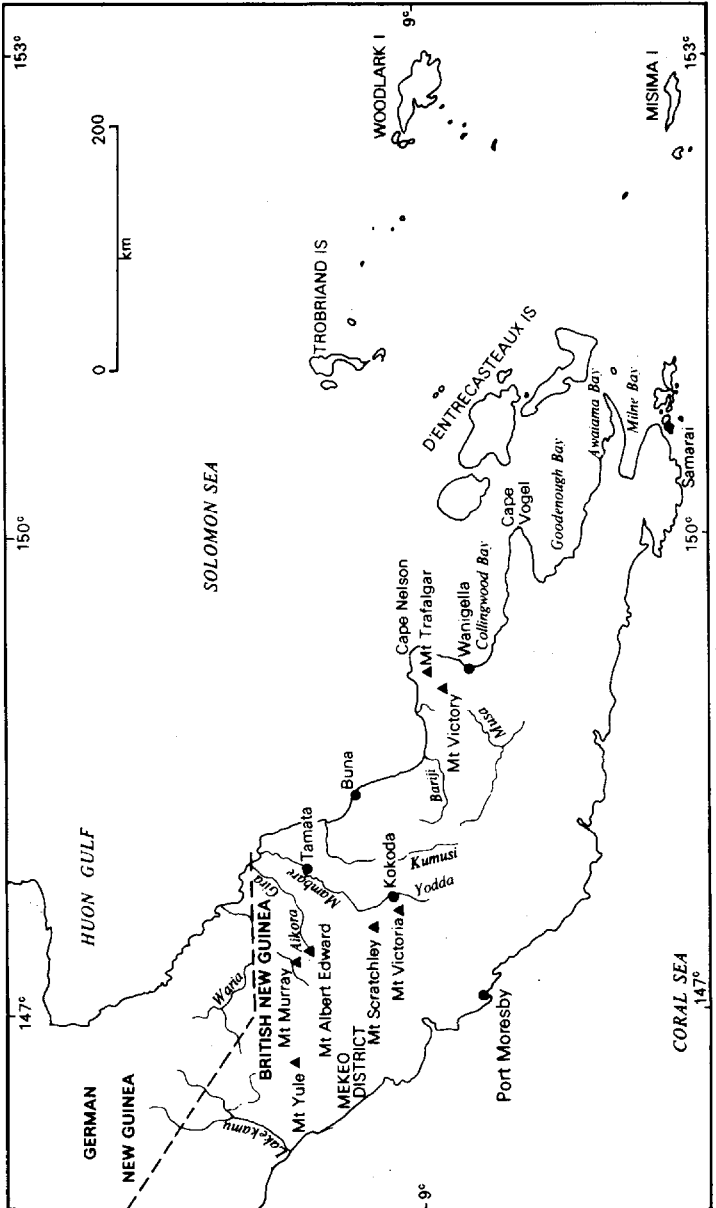 147°
150°
153°
HUON GULF
SOLOMON SEA
0
km
200
GERMAN
NEW GUINEA
Waria
BRITISH NEW GUINEA
Gira
TROBRIAND IS
Lakekamu
Mt Yule
Mt Murray
Aikora
Mt Albert Edward
Mambare
Tamata
Buna
MEKEO
DISTRICT
Mt Scratchley
Kokoda
Mt Victoria
Yodda
Kumusi
Bariji
Cape Nelson
Mt Trafalgar
Mt Victory
Wanigella
Musa
Collingwood Bay
D'ENTRECASTEAUX IS
WOODLARK I
9°
9°
Port Moresby
Cape
Vogel
Goodenough Bay
Awaiama Bay
Milne Bay
Samarai
MISIMA I
CORAL SEA
147°
150°
153°